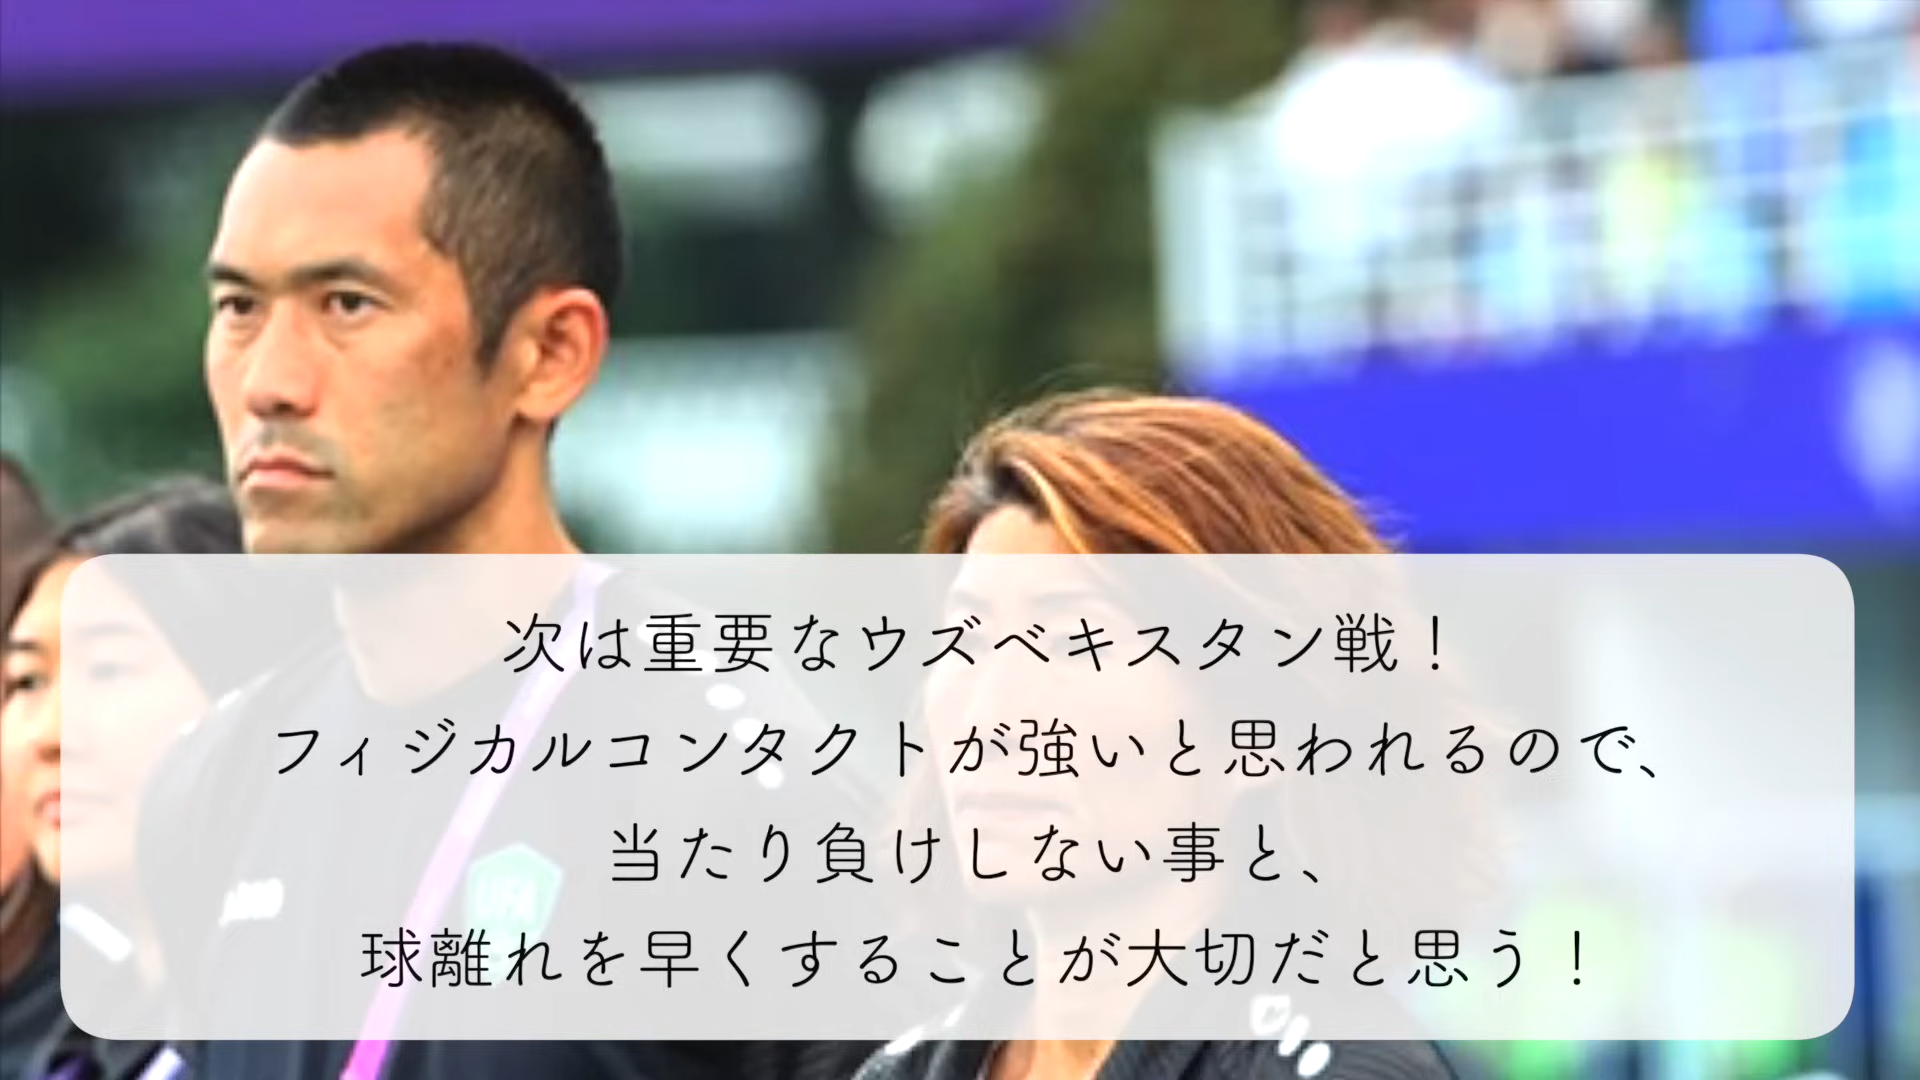 次は重要なウズベキスタン戦！
フィジカルコンタクトが強いと思われるので、
当たり負けしない事と、
球離れを早くすることが大切だと思う！
UFA